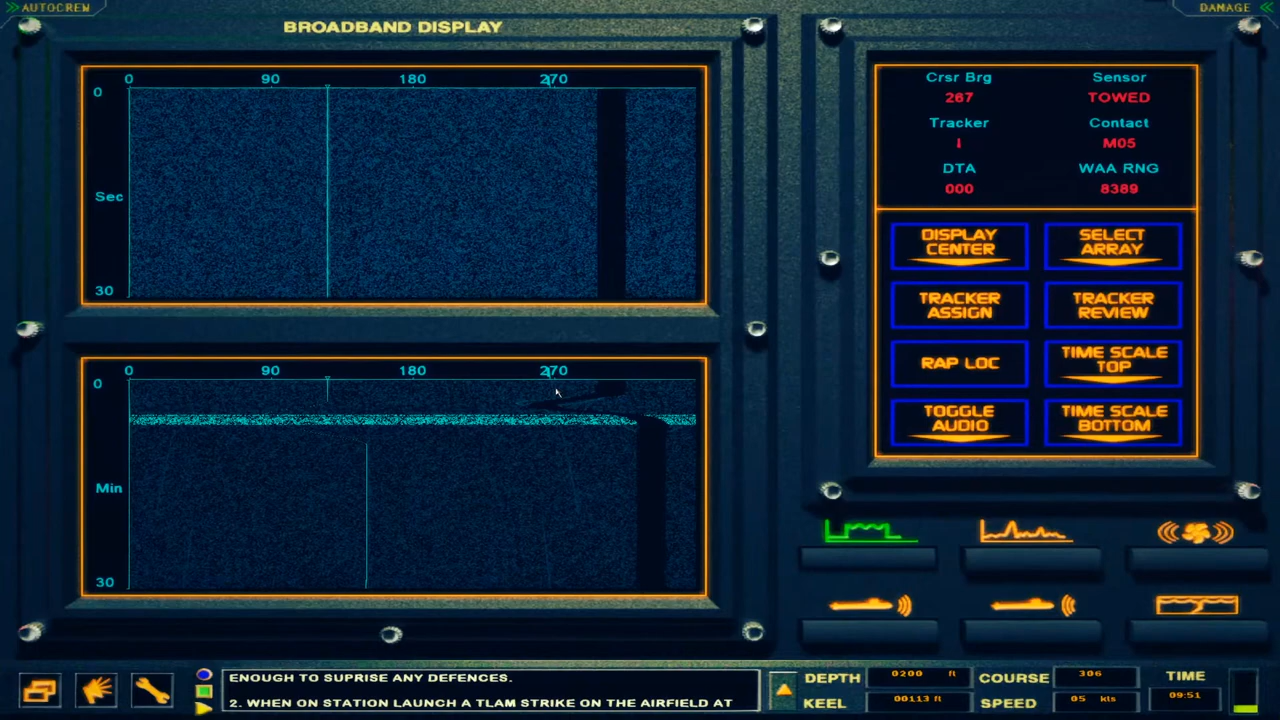 AUTOCREW
DAMAGE
BROADBAND DISPLAY
0 90 180 270
0
Sec
30
0 90 180 270
0
Min
30
Crsr Brg
267
Sensor
TOWED
Tracker
Contact
M05
DTA
000
WAA RNG
8389
DISPLAY
CENTER
SELECT
ARRAY
TRACKER
ASSIGN
TRACKER
REVIEW
RAP LOC
TIME SCALE
TOP
TOGGLE
AUDIO
TIME SCALE
BOTTOM
ENOUGH TO SUPRISE ANY DEFENCES.
2. WHEN ON STATION LAUNCH A TLAM STRIKE ON THE AIRFIELD AT
DEPTH 0200 ft
KEEL 00113 ft
COURSE 306
SPEED 05 kls
TIME
09:51